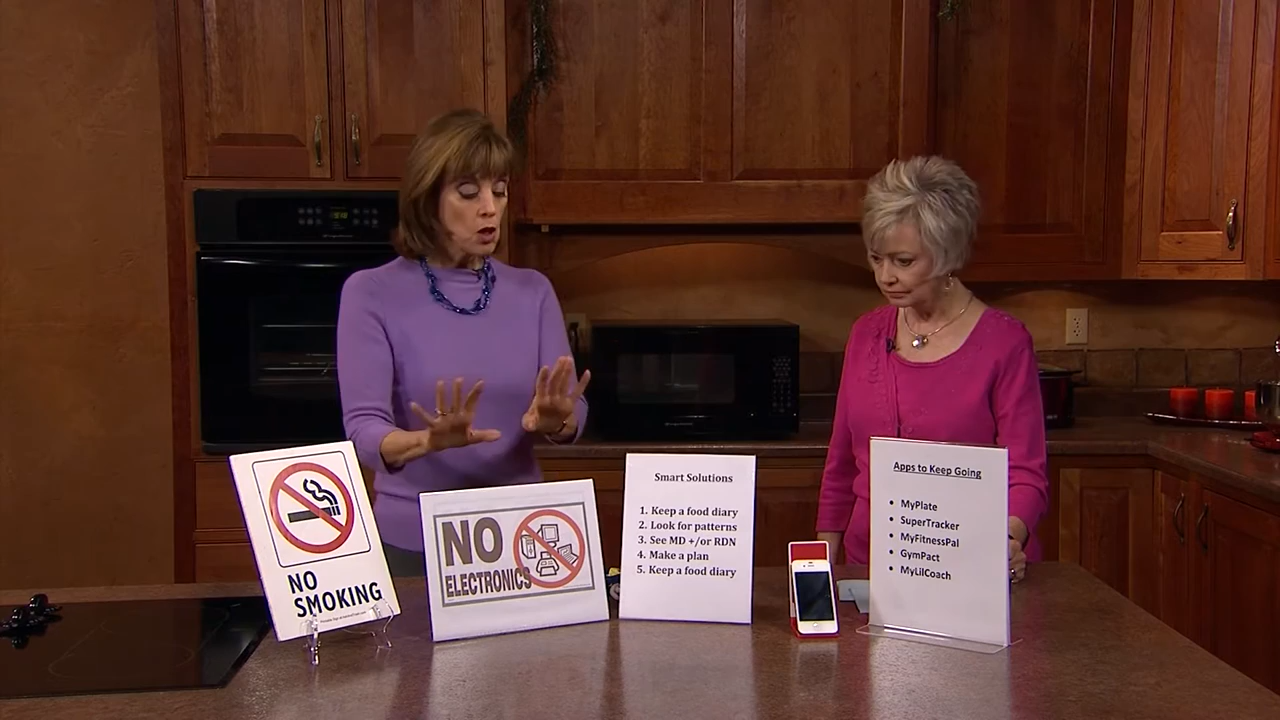 NO
SMOKING
NO
ELECTRONICS
Smart Solutions
1. Keep a food diary
2. Look for patterns
3. See MD +/or RDN
4. Make a plan
5. Keep a food diary
Apps to Keep Going
• MyPlate
• SuperTracker
• MyFitnessPal
• GymPact
• MyLilCoach